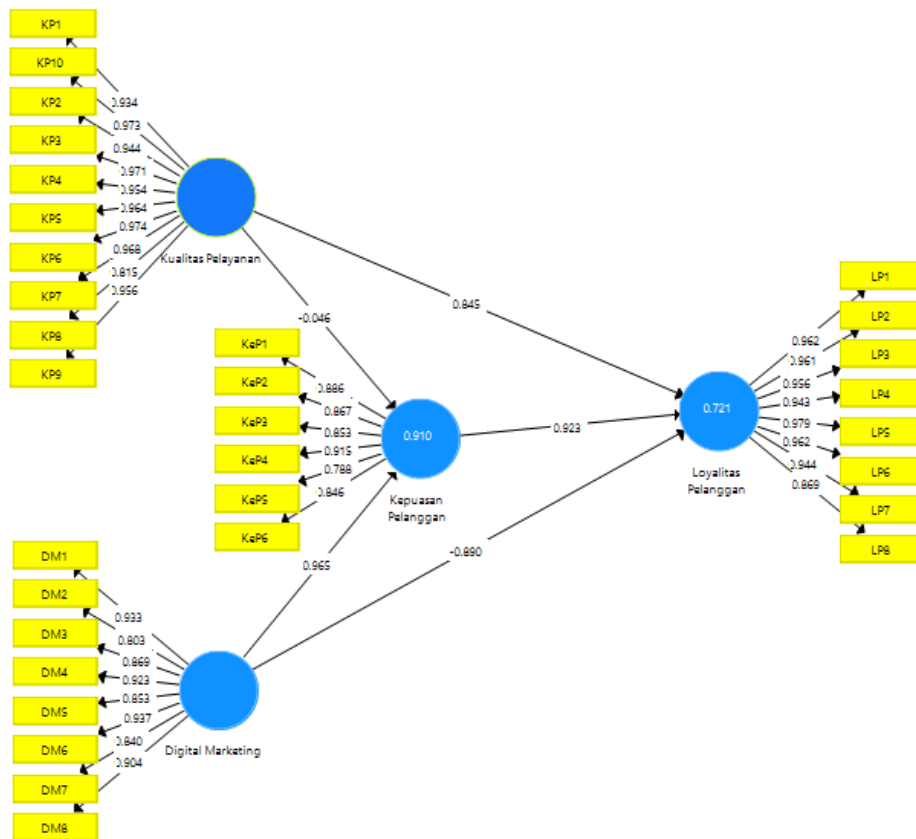 KP1
KP10
KP2
KP3
KP4
KP5
KP6
KP7
KP8
KP9
0.934
0.973
0.944
0.971
0.954
0.964
0.974
0.968
0.815
0.956
Kualitas Pelayanan
-0.046
0.845
KeP1
KeP2
KeP3
KeP4
KeP5
KeP6
0.886
0.867
0.853
0.915
0.788
0.846
0.910
Kepuasan
Pelanggan
0.923
0.965
-0.890
DM1
DM2
DM3
DM4
DM5
DM6
DM7
DM8
0.933
0.803
0.869
0.923
0.853
0.937
0.840
0.904
Digital Marketing
0.721
Loyalitas
Pelanggan
0.962
0.961
0.956
0.943
0.979
0.962
0.944
0.869
LP1
LP2
LP3
LP4
LP5
LP6
LP7
LP8